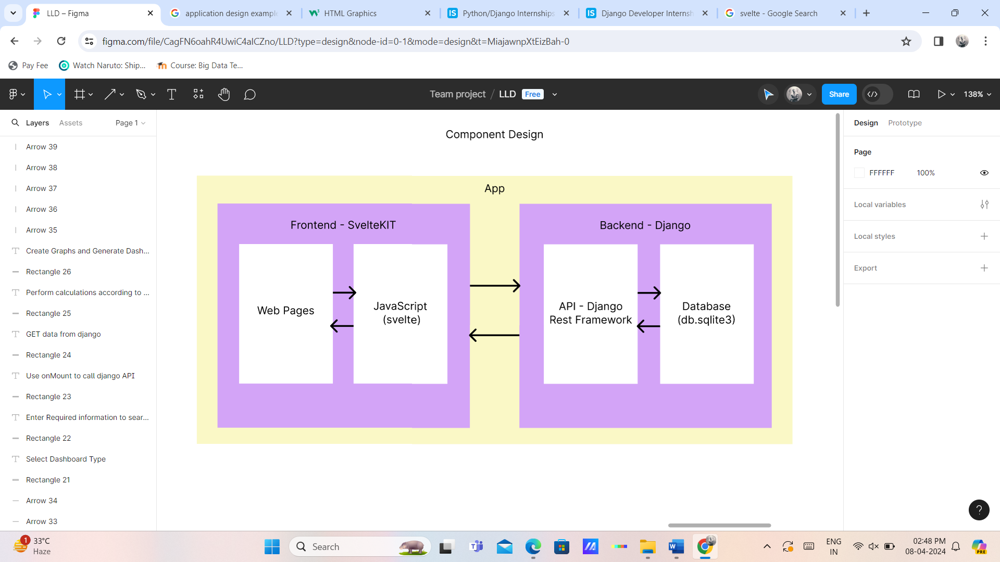 LLD – Figma
application design example
HTML Graphics
Python/Django Internships
Django Developer Internsh
svelte - Google Search
figma.com/file/CagFN6oahR4UwiC4aICZno/LLD?type=design&node-id=0-1&mode=design&t=MiajawnpXtEizBah-0
Pay Fee
Watch Naruto: Ship...
Course: Big Data Te...
Team project / LLD Free
Share
138%
Layers
Assets
Page 1
Arrow 39
Arrow 38
Arrow 37
Arrow 36
Arrow 35
Create Graphs and Generate Dash...
Rectangle 26
Perform calculations according to ...
Rectangle 25
GET data from django
Rectangle 24
Use onMount to call django API
Rectangle 23
Enter Required information to sear...
Rectangle 22
Select Dashboard Type
Rectangle 21
Arrow 34
Arrow 33
Component Design
App
Frontend - SvelteKIT
Web Pages
JavaScript
(svelte)
Backend - Django
API - Django
Rest Framework
Database
(db.sqlite3)
Design
Prototype
Page
FFFFFF
100%
Local variables
Local styles
Export
?
1
33°C
Haze
Search
ENG
IN
02:48 PM
08-04-2024
PRE